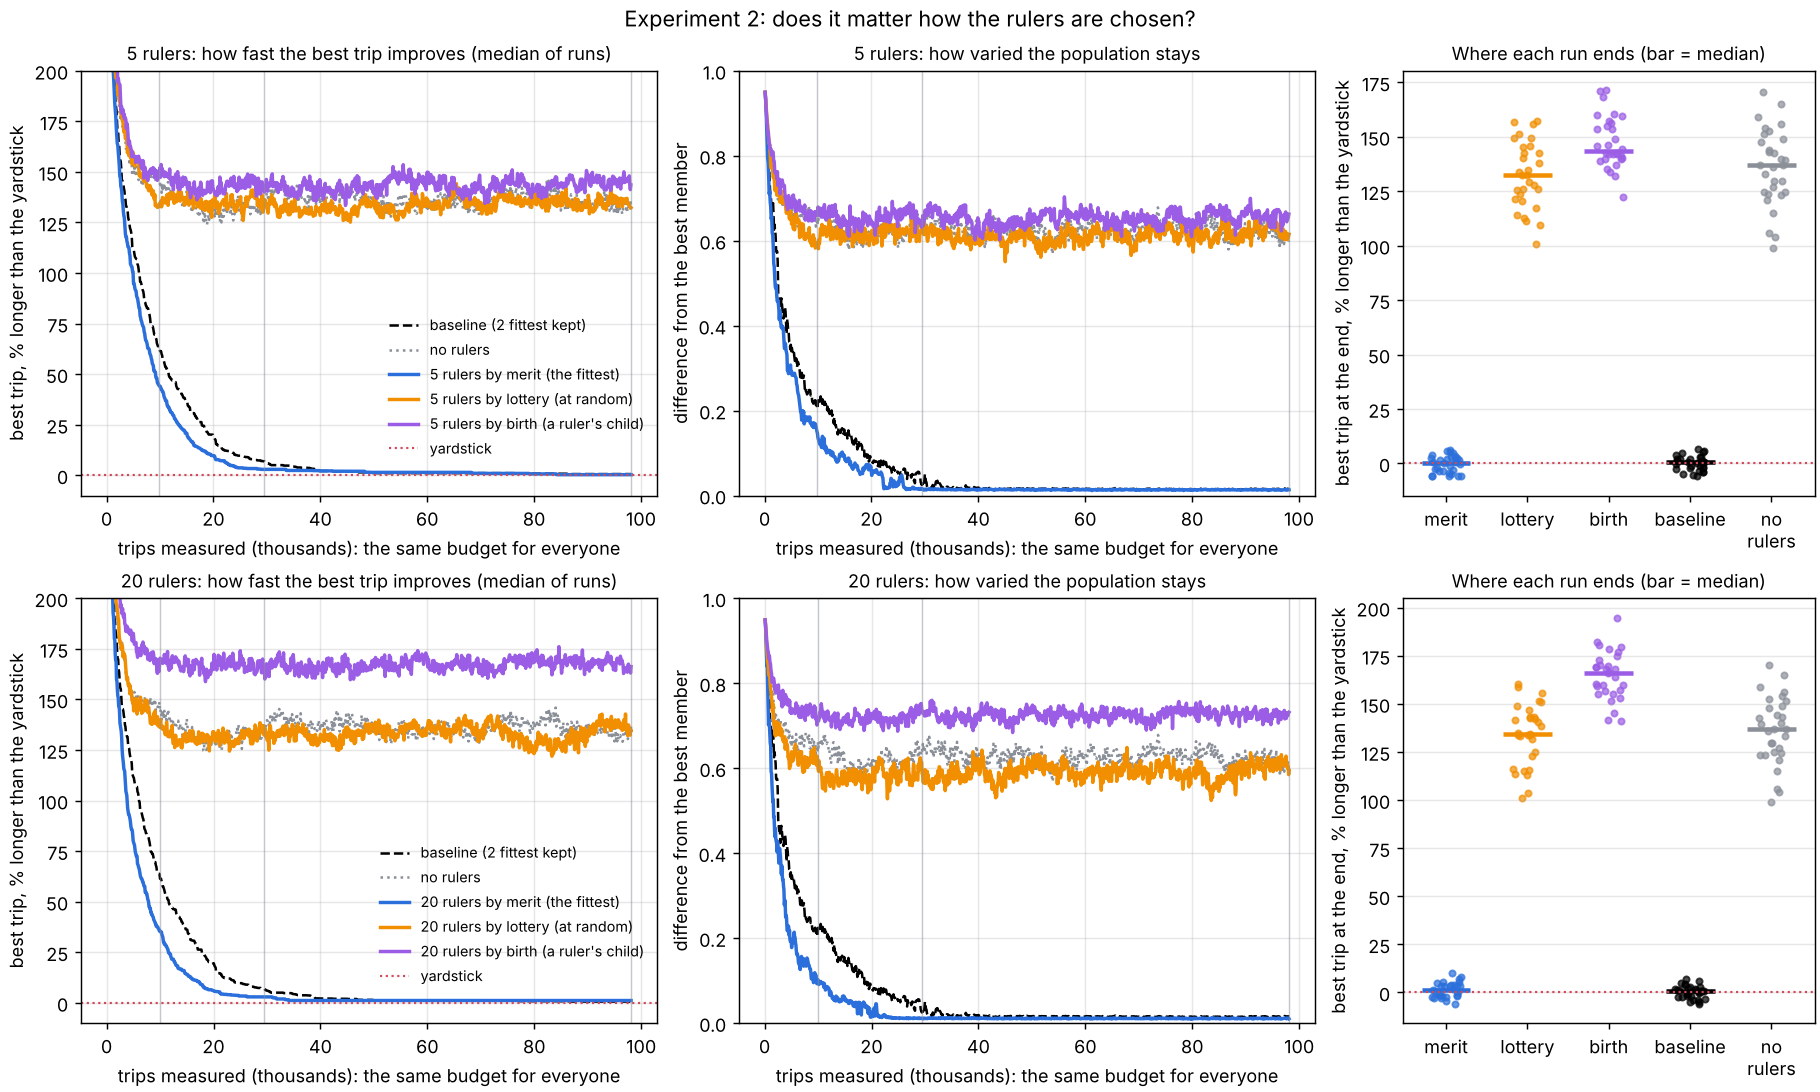 Experiment 2: does it matter how the rulers are chosen?
5 rulers: how fast the best trip improves (median of runs)
best trip, % longer than the yardstick
200
175
150
125
100
75
50
25
0
baseline (2 fittest kept)
no rulers
5 rulers by merit (the fittest)
5 rulers by lottery (at random)
5 rulers by birth (a ruler's child)
yardstick
0 20 40 60 80 100
trips measured (thousands): the same budget for everyone
5 rulers: how varied the population stays
difference from the best member
1.0
0.8
0.6
0.4
0.2
0.0
0 20 40 60 80 100
trips measured (thousands): the same budget for everyone
Where each run ends (bar = median)
best trip at the end, % longer than the yardstick
175
150
125
100
75
50
25
0
merit lottery birth baseline no
rulers
20 rulers: how fast the best trip improves (median of runs)
best trip, % longer than the yardstick
200
175
150
125
100
75
50
25
0
baseline (2 fittest kept)
no rulers
20 rulers by merit (the fittest)
20 rulers by lottery (at random)
20 rulers by birth (a ruler's child)
yardstick
0 20 40 60 80 100
trips measured (thousands): the same budget for everyone
20 rulers: how varied the population stays
difference from the best member
1.0
0.8
0.6
0.4
0.2
0.0
0 20 40 60 80 100
trips measured (thousands): the same budget for everyone
Where each run ends (bar = median)
best trip at the end, % longer than the yardstick
200
175
150
125
100
75
50
25
0
merit lottery birth baseline no
rulers